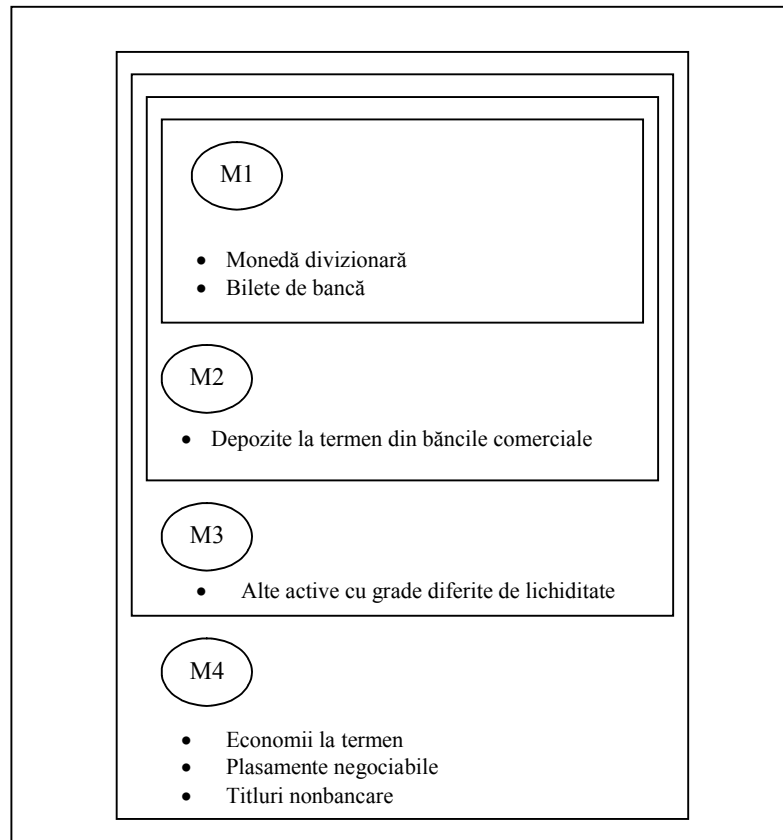 M1
• Monedă divizionară
• Bilete de bancă
M2
• Depozite la termen din băncile comerciale
M3
• Alte active cu grade diferite de lichiditate
M4
• Economii la termen
• Plasamente negociabile
• Titluri nonbancare